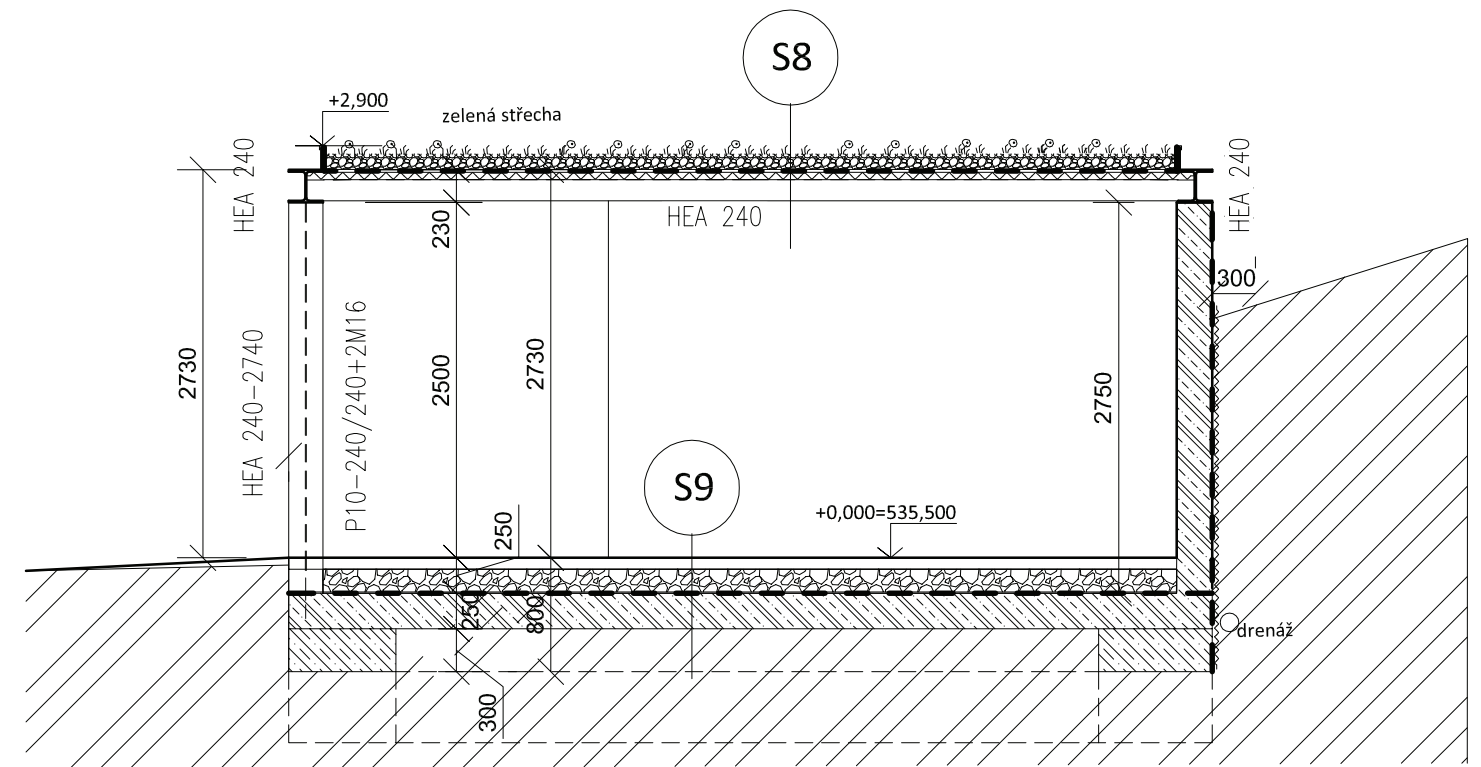 S8
+2,900
zelená střecha
HEA 240
HEA 240
HEA 240
230
300
2730
HEA 240-2740
P10-240/240+2M16
2500
2730
2750
S9
+0,000=535,500
250
250
800
drenáž
300